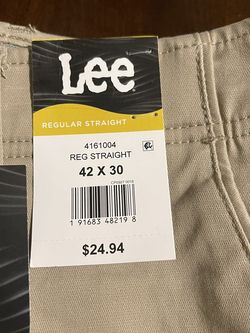 Lee
REGULAR STRAIGHT
4161004
REG STRAIGHT
42 X 30
1 91683 48219 8
$24.94